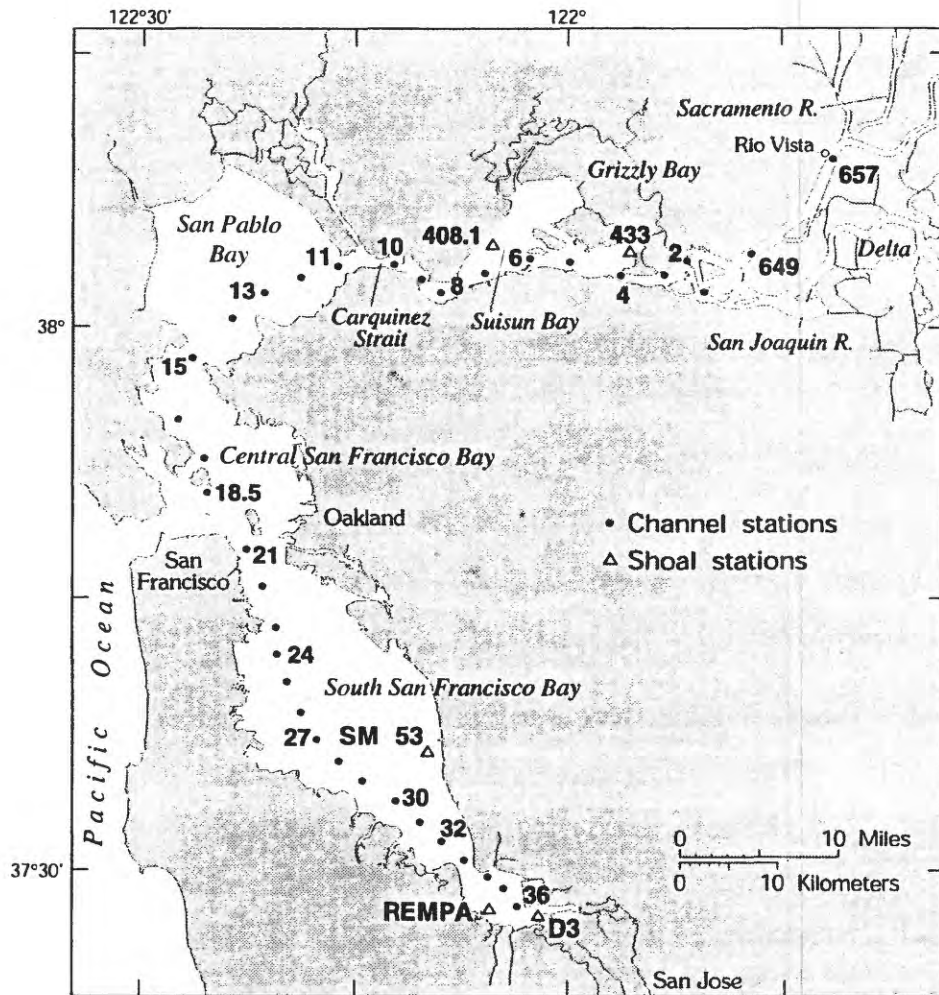 122°30'
122°
Sacramento R.
Rio Vista
657
Grizzly Bay
San Pablo
Bay
408.1
433
10
11
6
2
Delta
649
13
8
4
Carquinez
Strait
Suisun Bay
38°
San Joaquin R.
15
Central San Francisco Bay
18.5
Oakland
Channel stations
21
San
Francisco
Shoal stations
Pacific Ocean
24
South San Francisco Bay
27
SM 53
30
32
0 10 Miles
37°30'
0 10 Kilometers
36
REMPA
D3
San Jose